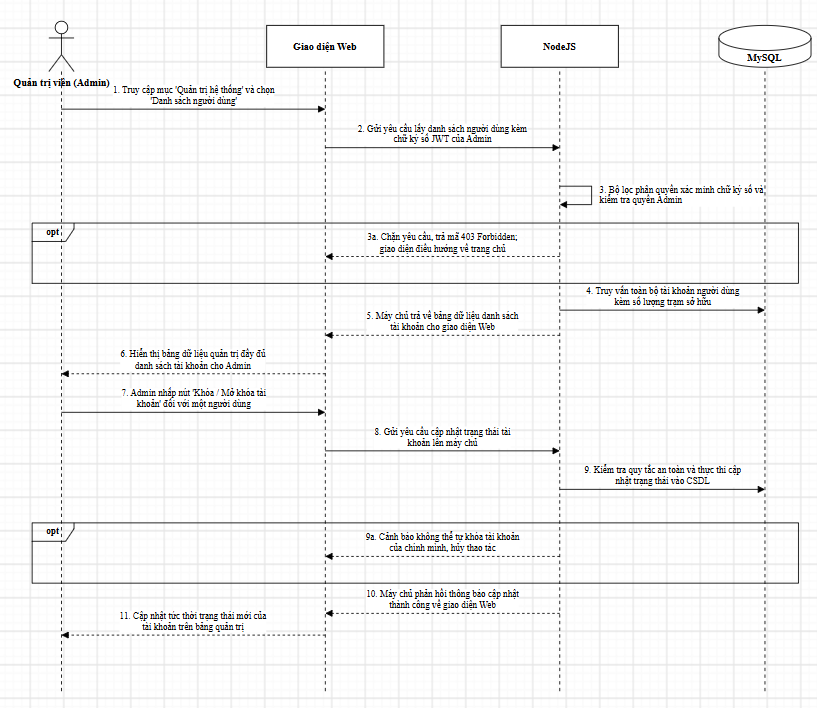 Giao diện Web
NodeJS
MySQL
Quản trị viên (Admin)
1. Truy cập mục 'Quản trị hệ thống' và chọn
'Danh sách người dùng'
2. Gửi yêu cầu lấy danh sách người dùng kèm
chữ ký số JWT của Admin
3. Bộ lọc phân quyền xác minh chữ ký số và
kiểm tra quyền Admin
opt
3a. Chặn yêu cầu, trả mã 403 Forbidden;
giao diện điều hướng về trang chủ
4. Truy vấn toàn bộ tài khoản người dùng
kèm số lượng trạm sở hữu
5. Máy chủ trả về bảng dữ liệu danh sách
tài khoản cho giao diện Web
6. Hiển thị bảng dữ liệu quản trị đầy đủ
danh sách tài khoản cho Admin
7. Admin nhấp nút 'Khóa / Mở khóa tài
khoản' đối với một người dùng
8. Gửi yêu cầu cập nhật trạng thái tài
khoản lên máy chủ
9. Kiểm tra quy tắc an toàn và thực thi cập
nhật trạng thái vào CSDL
opt
9a. Cảnh báo không thể tự khóa tài khoản
của chính mình, hủy thao tác
10. Máy chủ phản hồi thông báo cập nhật
thành công về giao diện Web
11. Cập nhật tức thời trạng thái mới của
tài khoản trên bảng quản trị